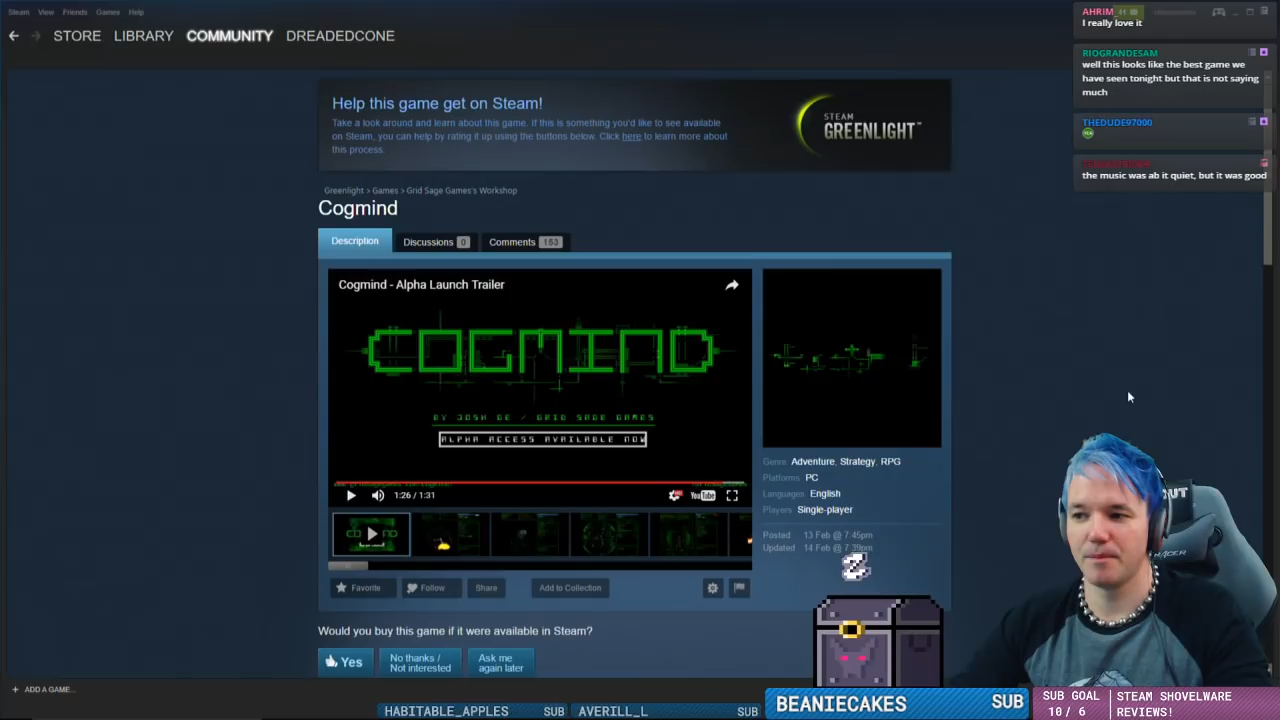 Steam View Friends Games Help
STORE LIBRARY COMMUNITY DREADEDCONE
Help this game get on Steam!
Take a look around and learn about this game. If this is something you'd like to see available
on Steam, you can help by rating it up using the buttons below. Click here to learn more about
this process.
STEAM
GREENLIGHT™
Greenlight > Games > Grid Sage Games's Workshop
Cogmind
Description
Discussions 0
Comments 153
Cogmind - Alpha Launch Trailer
COGMIND
BY JOSH GE / GRID SAGE GAMES
ALPHA ACCESS AVAILABLE NOW
1:26 / 1:31
YouTube
Genre: Adventure, Strategy, RPG
Platforms: PC
Languages: English
Players: Single-player
Posted 13 Feb @ 7:45pm
Updated 14 Feb @ 7:39pm
Favorite
Follow
Share
Add to Collection
Would you buy this game if it were available in Steam?
Yes
No thanks /
Not interested
Ask me
again later
+ ADD A GAME...
AHRIM
I really love it
RIOGRANDESAM
well this looks like the best game we
have seen tonight but that is not saying
much
THEDUDE97000
the music was ab it quiet, but it was good
HABITABLE_APPLES SUB
AVERILL_L SUB
BEANIECAKES SUB
SUB GOAL
10 / 6
STEAM SHOVELWARE
REVIEWS!